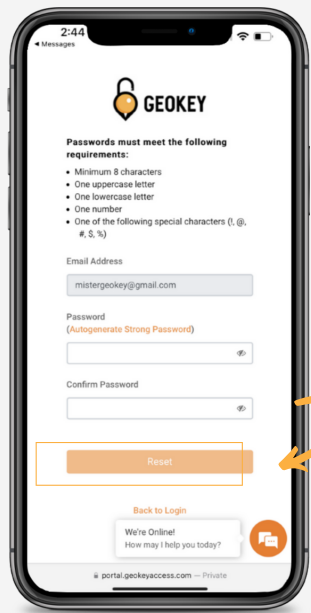 2:44
◀ Messages
GEOKEY
Passwords must meet the following
requirements:
• Minimum 8 characters
• One uppercase letter
• One lowercase letter
• One number
• One of the following special characters (!, @,
#, $, %)
Email Address
mistergeokey@gmail.com
Password
(Autogenerate Strong Password)
Confirm Password
Reset
Back to Login
We're Online!
How may I help you today?
portal.geokeyaccess.com — Private